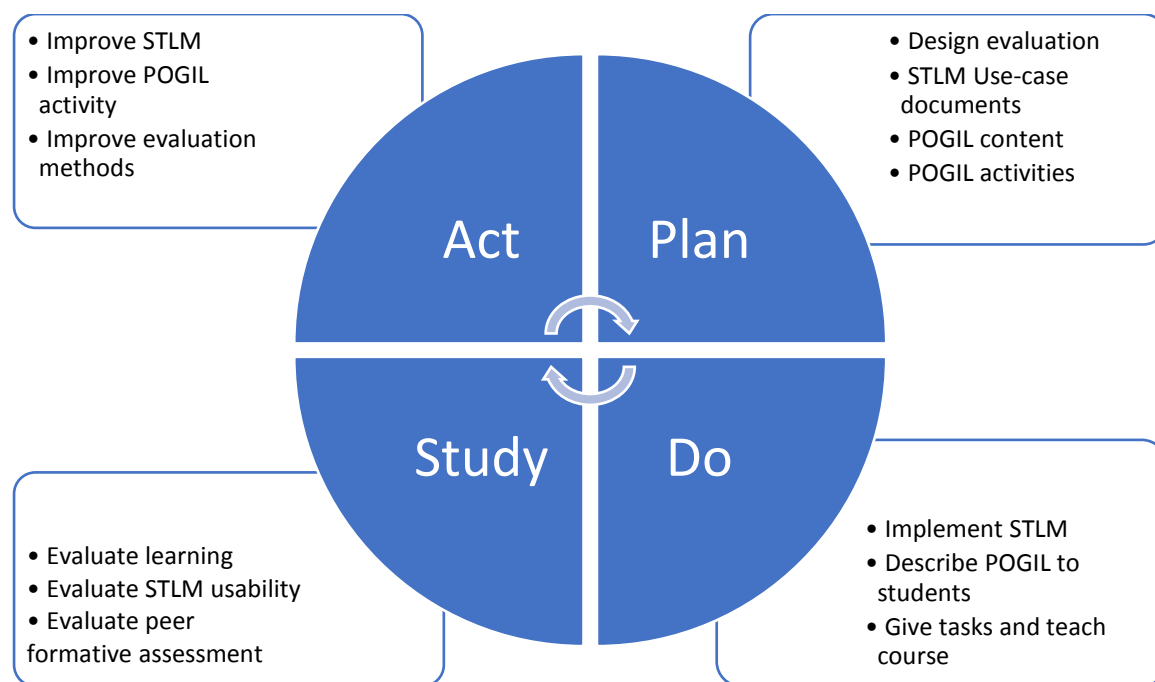 • Improve STLM
• Improve POGIL
activity
• Improve evaluation
methods
• Design evaluation
• STLM Use-case
documents
• POGIL content
• POGIL activities
Act
Plan
Study
Do
• Evaluate learning
• Evaluate STLM usability
• Evaluate peer
formative assessment
• Implement STLM
• Describe POGIL to
students
• Give tasks and teach
course